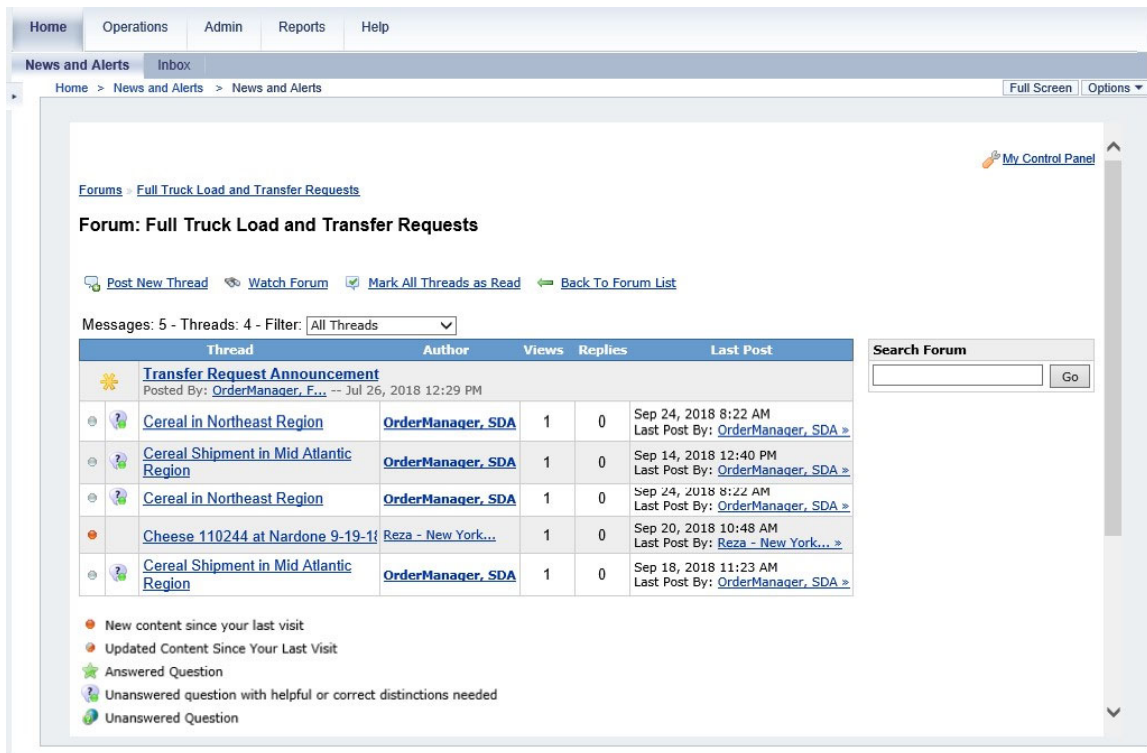 Home Operations Admin Reports Help
News and Alerts Inbox
Home > News and Alerts > News and Alerts Full Screen Options
My Control Panel
Forums » Full Truck Load and Transfer Requests
Forum: Full Truck Load and Transfer Requests
Post New Thread Watch Forum Mark All Threads as Read Back To Forum List
Messages: 5 - Threads: 4 - Filter: All Threads
Thread Author Views Replies Last Post Search Forum
Transfer Request Announcement
Posted By: OrderManager, F... -- Jul 26, 2018 12:29 PM
Go
Cereal in Northeast Region OrderManager, SDA 1 0 Sep 24, 2018 8:22 AM
Last Post By: OrderManager, SDA »
Cereal Shipment in Mid Atlantic
Region OrderManager, SDA 1 0 Sep 14, 2018 12:40 PM
Last Post By: OrderManager, SDA »
Cereal in Northeast Region OrderManager, SDA 1 0 Sep 24, 2018 8:22 AM
Last Post By: OrderManager, SDA »
Cheese 110244 at Nardone 9-19-18 Reza - New York... 1 0 Sep 20, 2018 10:48 AM
Last Post By: Reza - New York... »
Cereal Shipment in Mid Atlantic
Region OrderManager, SDA 1 0 Sep 18, 2018 11:23 AM
Last Post By: OrderManager, SDA »
New content since your last visit
Updated Content Since Your Last Visit
Answered Question
Unanswered question with helpful or correct distinctions needed
Unanswered Question